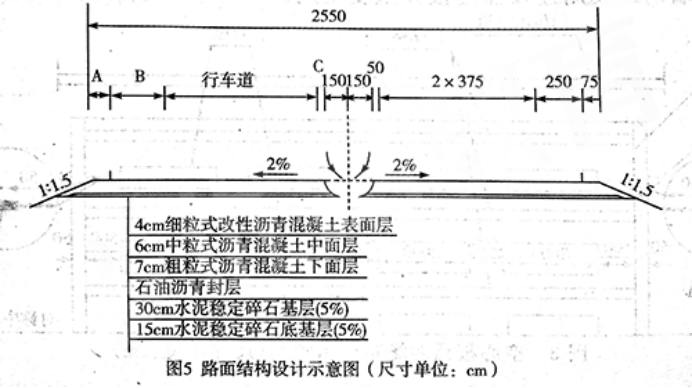 2550
A B 行车道 C 150 150 50 2×375 250 75
2% 2%
1:1.5 1:1.5
4cm细粒式改性沥青混凝土表面层
6cm中粒式沥青混凝土中面层
7cm粗粒式沥青混凝土下面层
石油沥青封层
30cm水泥稳定碎石基层(5%)
15cm水泥稳定碎石底基层(5%)
图5 路面结构设计示意图（尺寸单位：cm）